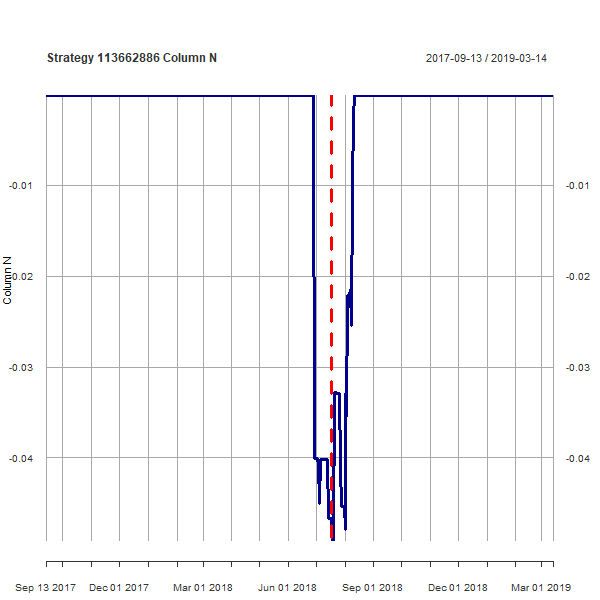 Strategy 113662886 Column N
2017-09-13 / 2019-03-14
Column N
-0.01
-0.01
-0.02
-0.02
-0.03
-0.03
-0.04
-0.04
Sep 13 2017
Dec 01 2017
Mar 01 2018
Jun 01 2018
Sep 01 2018
Dec 01 2018
Mar 01 2019